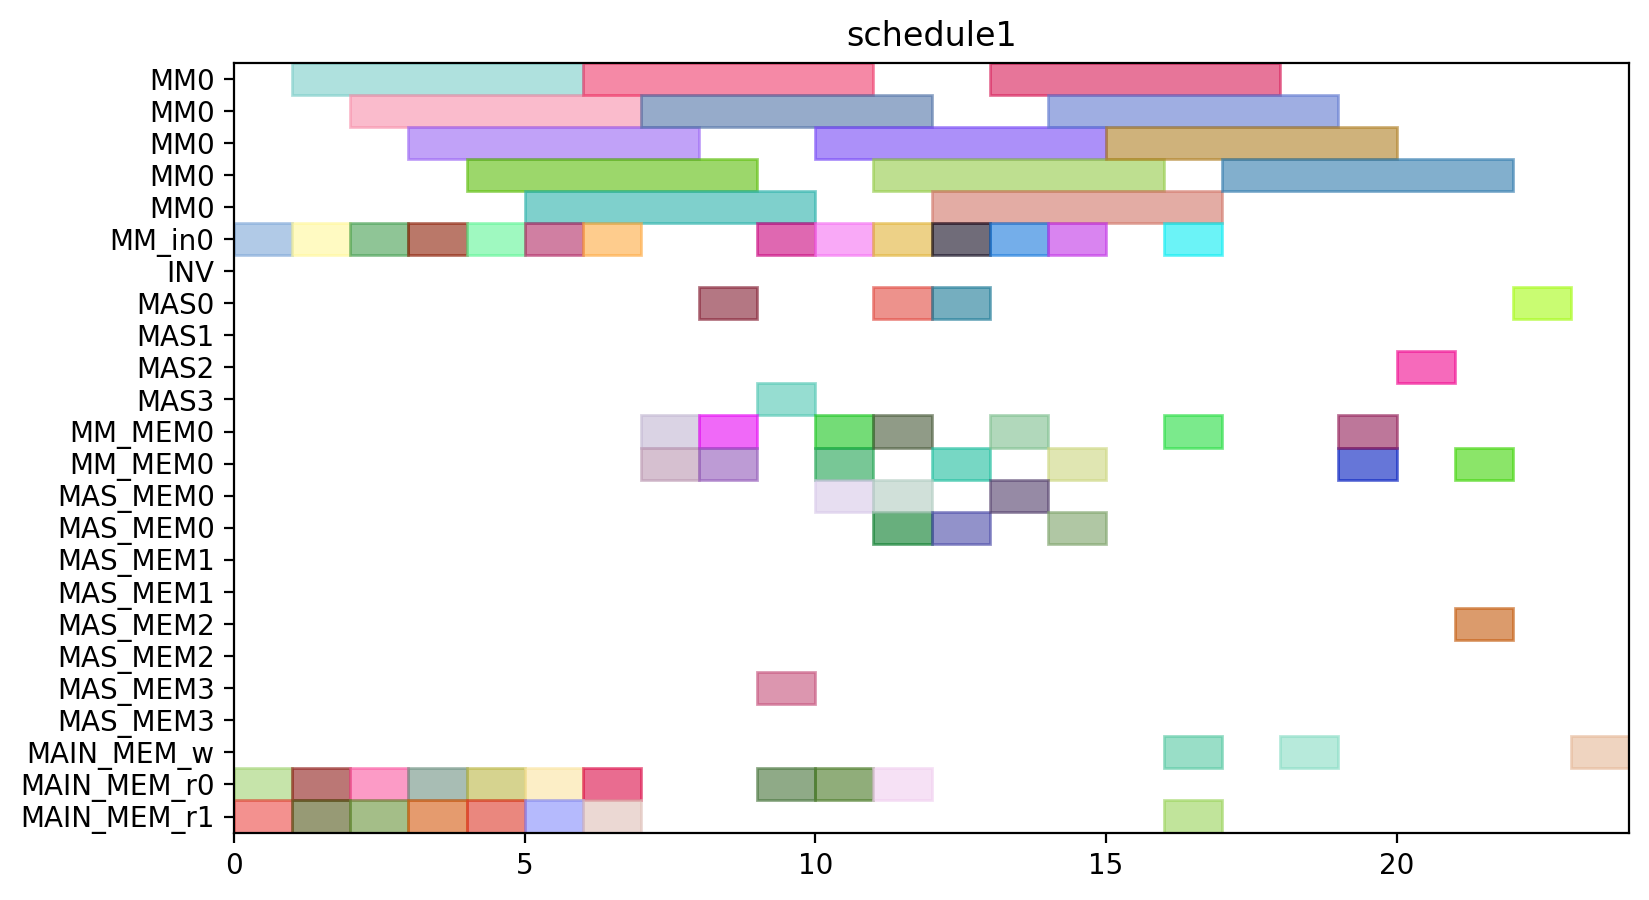 schedule1
MM0
MM0
MM0
MM0
MM0
MM_in0
INV
MAS0
MAS1
MAS2
MAS3
MM_MEM0
MM_MEM0
MAS_MEM0
MAS_MEM0
MAS_MEM1
MAS_MEM1
MAS_MEM2
MAS_MEM2
MAS_MEM3
MAS_MEM3
MAIN_MEM_w
MAIN_MEM_r0
MAIN_MEM_r1
0 5 10 15 20